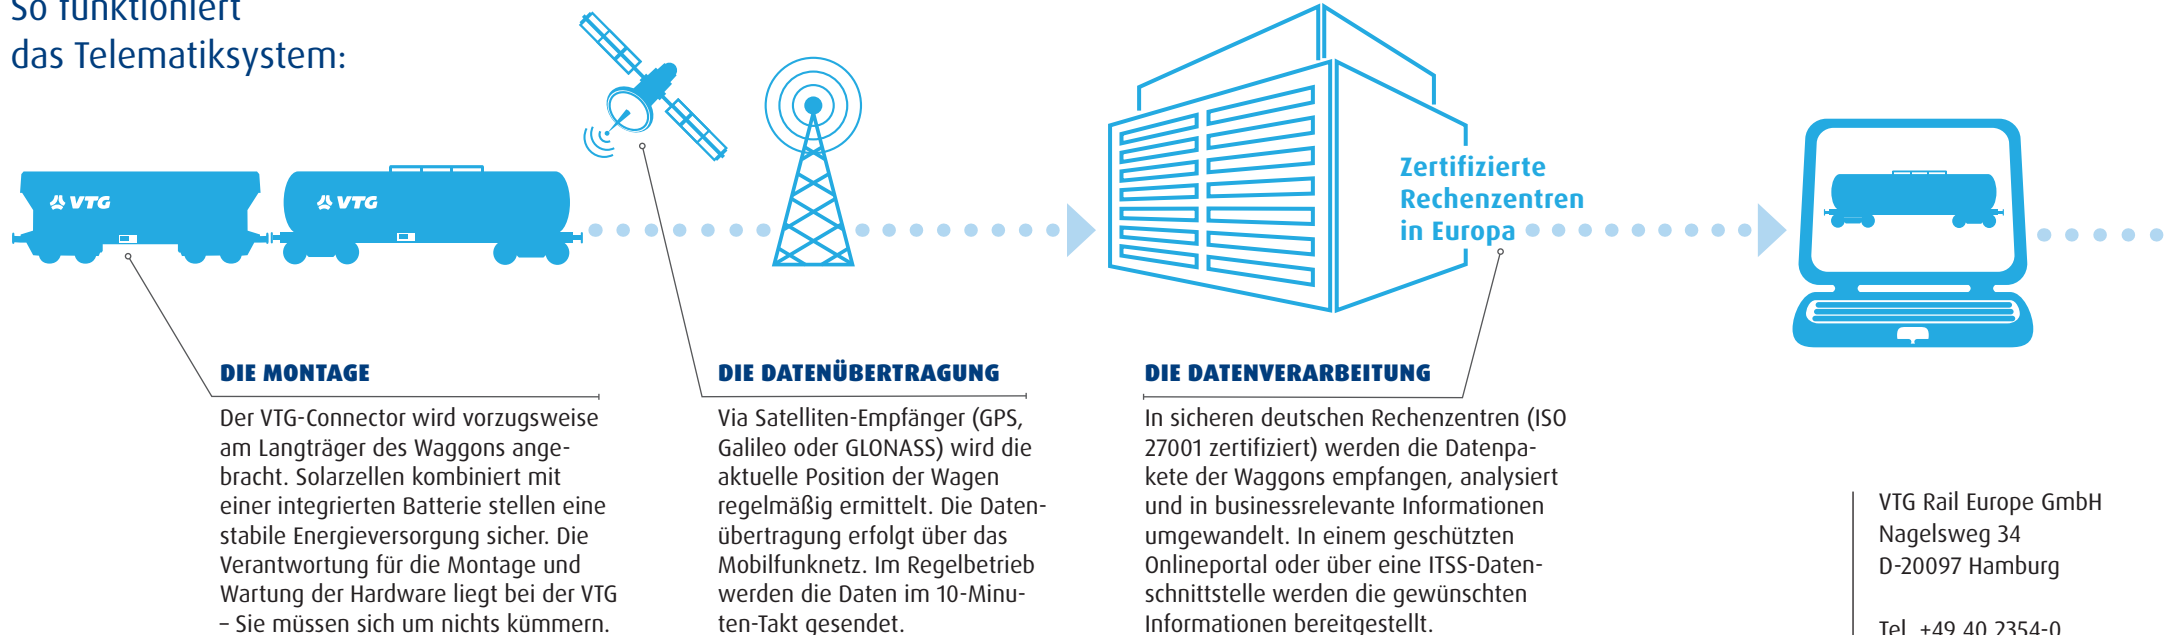 So funktioniert
das Telematiksystem:
VTG
VTG
Zertifizierte
Rechenzentren
in Europa
DIE MONTAGE
Der VTG-Connector wird vorzugsweise
am Langträger des Waggons ange-
bracht. Solarzellen kombiniert mit
einer integrierten Batterie stellen eine
stabile Energieversorgung sicher. Die
Verantwortung für die Montage und
Wartung der Hardware liegt bei der VTG
– Sie müssen sich um nichts kümmern.
DIE DATENÜBERTRAGUNG
Via Satelliten-Empfänger (GPS,
Galileo oder GLONASS) wird die
aktuelle Position der Wagen
regelmäßig ermittelt. Die Daten-
übertragung erfolgt über das
Mobilfunknetz. Im Regelbetrieb
werden die Daten im 10-Minu-
ten-Takt gesendet.
DIE DATENVERARBEITUNG
In sicheren deutschen Rechenzentren (ISO
27001 zertifiziert) werden die Datenpa-
kete der Waggons empfangen, analysiert
und in businessrelevante Informationen
umgewandelt. In einem geschützten
Onlineportal oder über eine ITSS-Daten-
schnittstelle werden die gewünschten
Informationen bereitgestellt.
VTG Rail Europe GmbH
Nagelsweg 34
D-20097 Hamburg
Tel. +49 40 2354-0